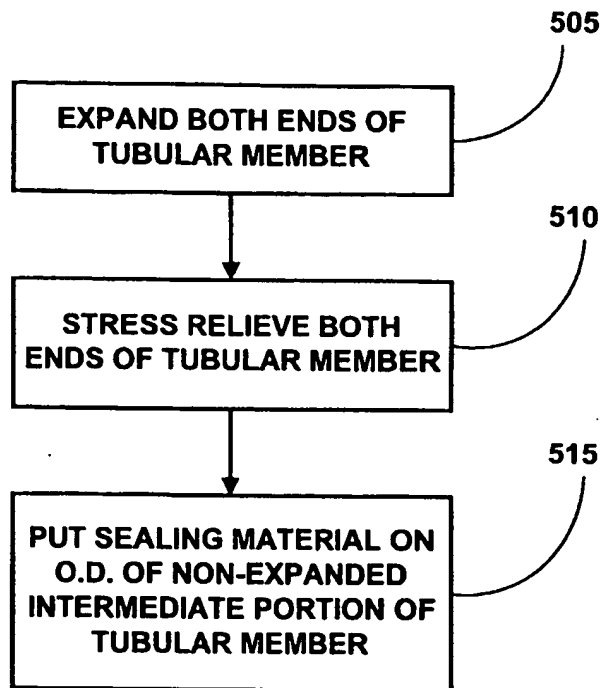 505
EXPAND BOTH ENDS OF
TUBULAR MEMBER
510
STRESS RELIEVE BOTH
ENDS OF TUBULAR MEMBER
515
PUT SEALING MATERIAL ON
O.D. OF NON-EXPANDED
INTERMEDIATE PORTION OF
TUBULAR MEMBER